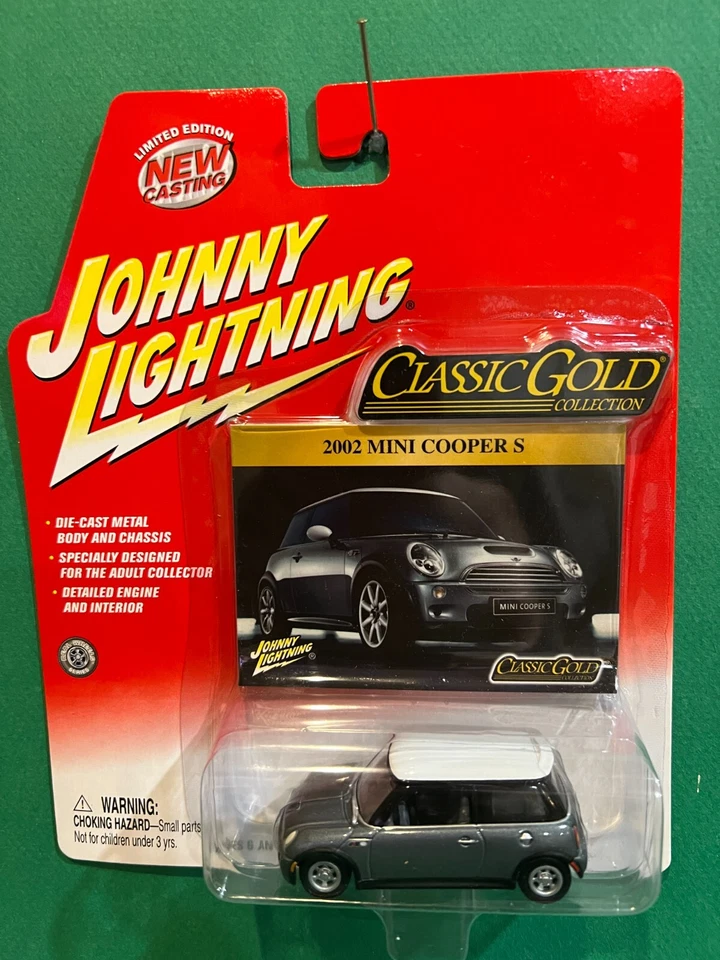 LIMITED EDITION
NEW
CASTING
JOHNNY
LIGHTNING®
CLASSIC GOLD®
COLLECTION
2002 MINI COOPER S
• DIE-CAST METAL
BODY AND CHASSIS
• SPECIALLY DESIGNED
FOR THE ADULT COLLECTOR
• DETAILED ENGINE
AND INTERIOR
MINI COOPER S
JOHNNY
LIGHTNING®
CLASSIC GOLD
COLLECTION
SERIES
⚠ WARNING:
CHOKING HAZARD—Small parts
Not for children under 3 yrs.